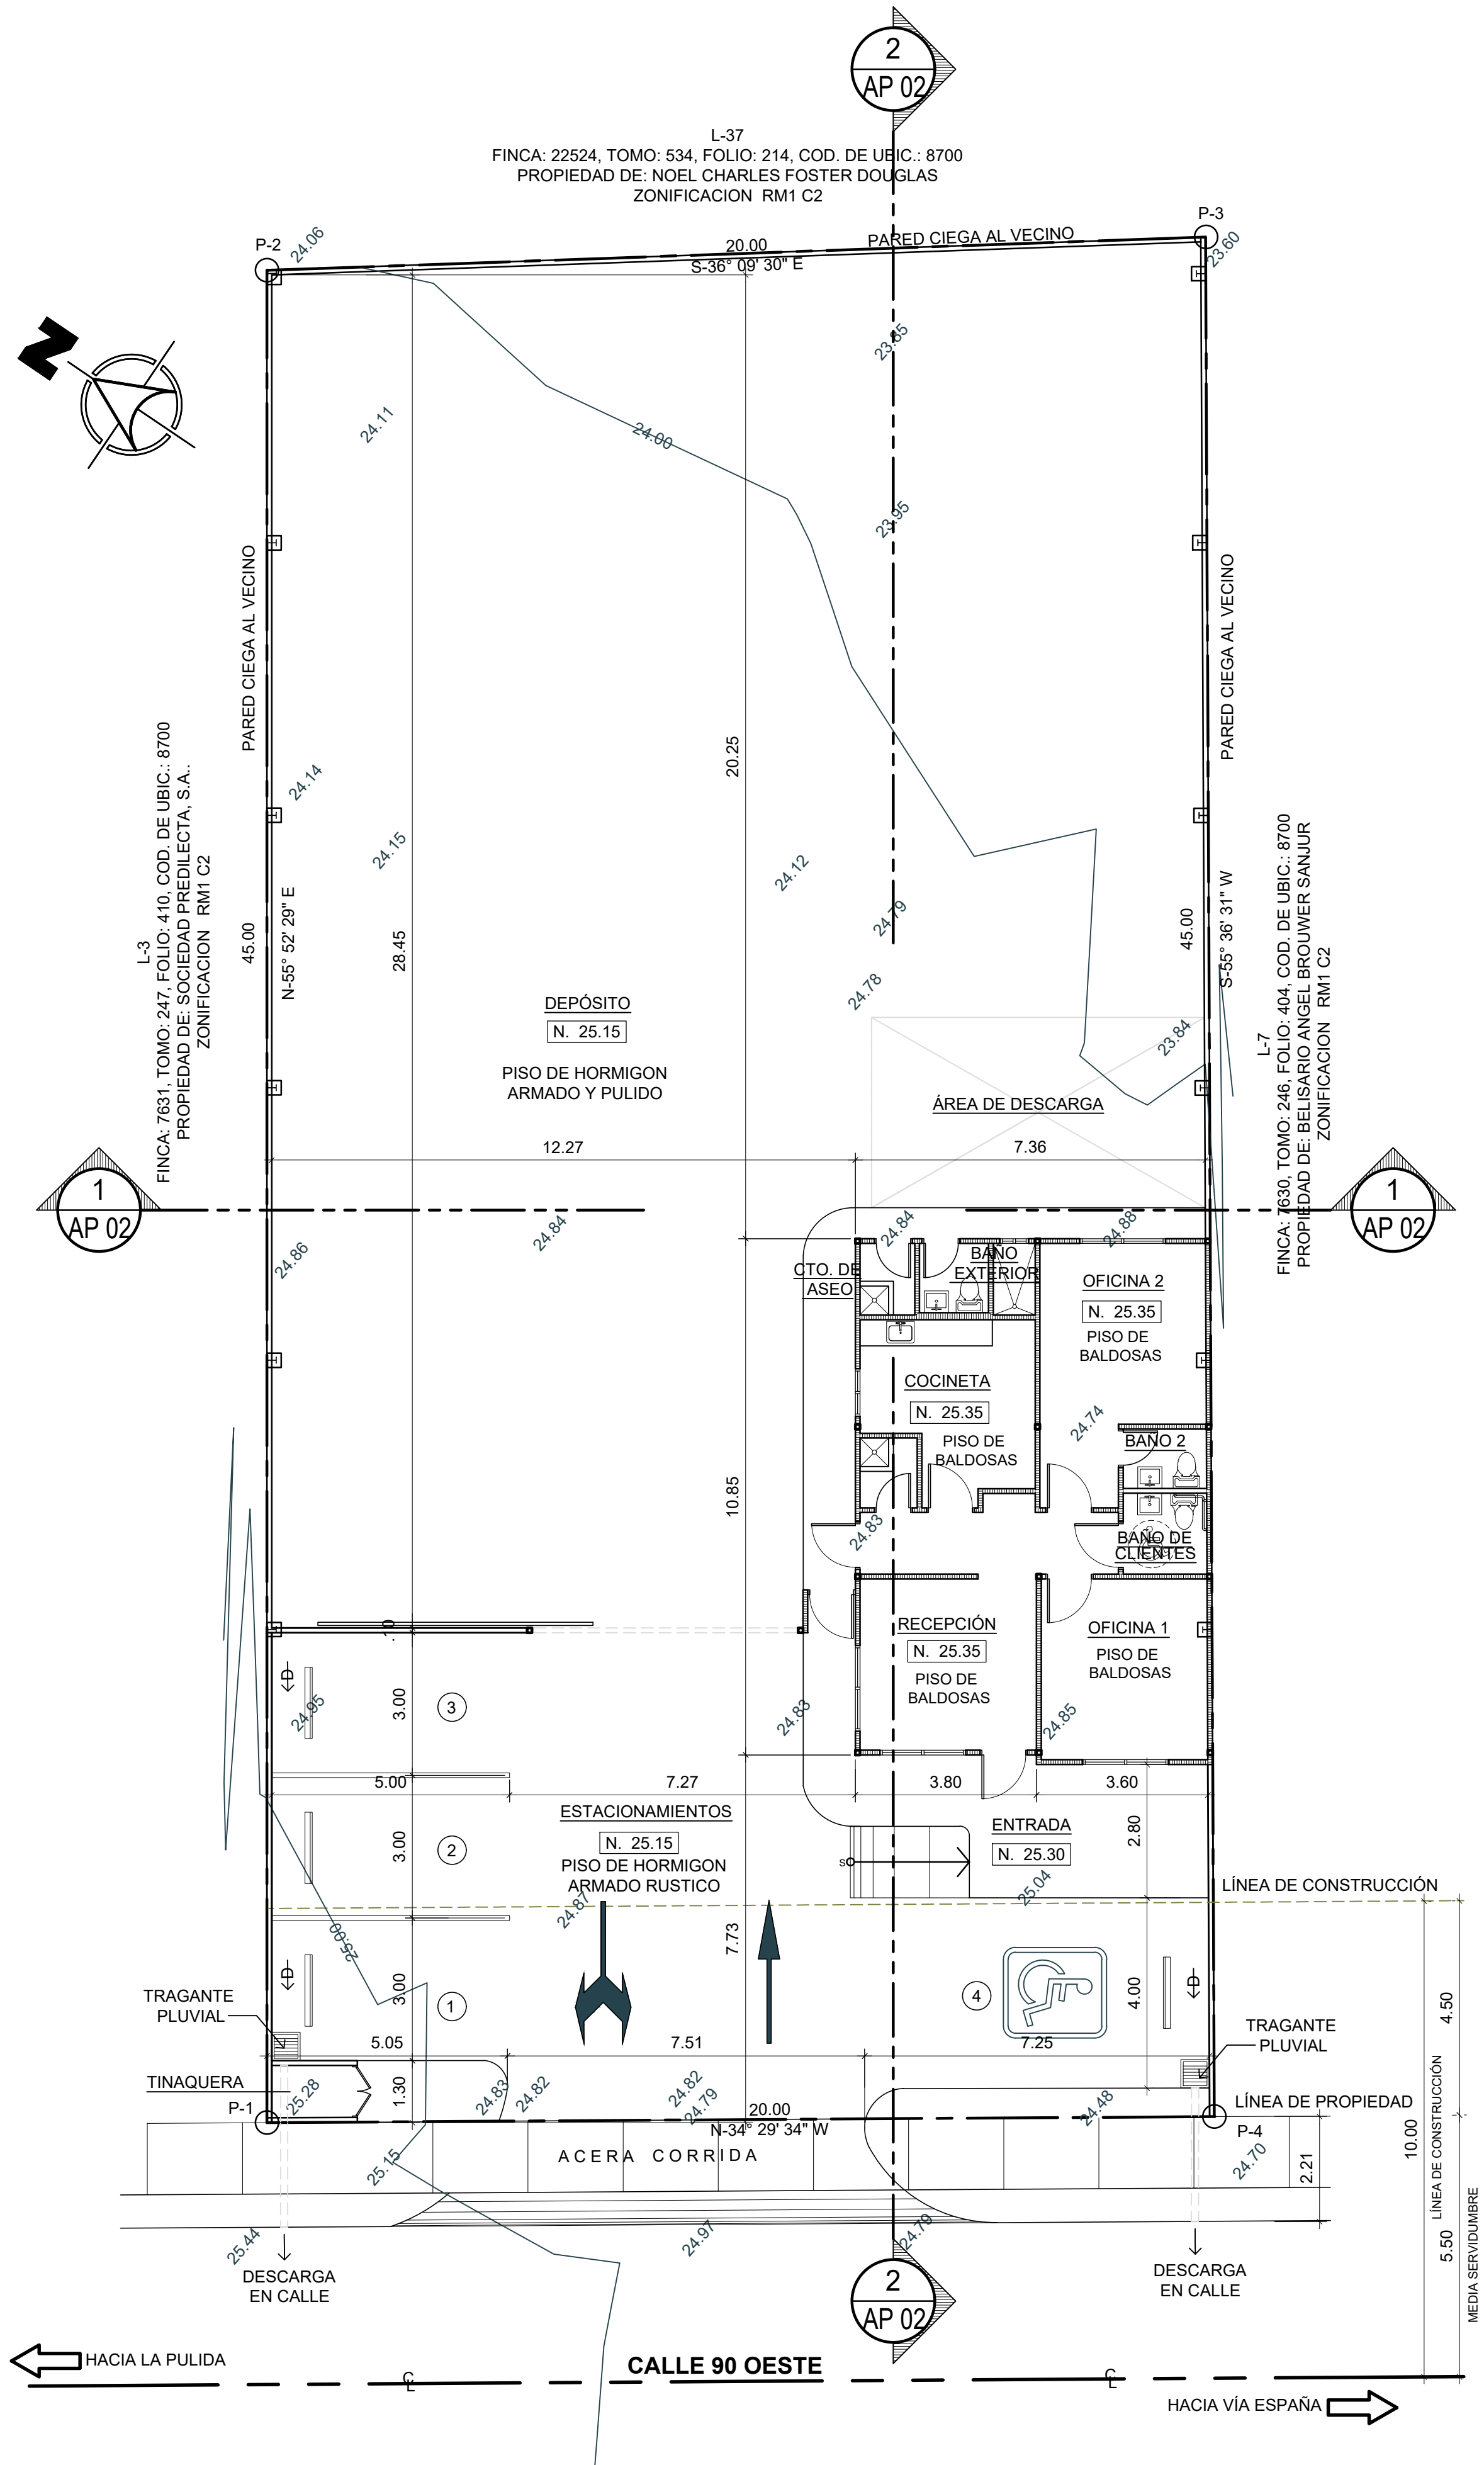 2
AP 02
L-37
FINCA: 22524, TOMO: 534, FOLIO: 214, COD. DE UBIC.: 8700
PROPIEDAD DE: NOEL CHARLES FOSTER DOUGLAS
ZONIFICACION RM1 C2
P-2
24.06
20.00
S-36° 09' 30" E
PARED CIEGA AL VECINO
P-3
23.60
N
23.85
24.11
24.00
23.95
PARED CIEGA AL VECINO
PARED CIEGA AL VECINO
20.25
24.14
24.15
24.12
24.79
24.78
L-3
FINCA: 7631, TOMO: 247, FOLIO: 410, COD. DE UBIC.: 8700
PROPIEDAD DE: SOCIEDAD PREDILECTA, S.A..
ZONIFICACION RM1 C2
45.00
N-55° 52' 29" E
28.45
45.00
S-55° 36' 31" W
L-7
FINCA: 7630, TOMO: 246, FOLIO: 404, COD. DE UBIC.: 8700
PROPIEDAD DE: BELISARIO ANGEL BROUWER SANJUR
ZONIFICACION RM1 C2
DEPÓSITO
N. 25.15
PISO DE HORMIGON
ARMADO Y PULIDO
23.84
ÁREA DE DESCARGA
12.27
7.36
1
AP 02
1
AP 02
24.86
24.84
24.84
24.88
CTO. DE
ASEO
BAÑO
EXTERIOR
OFICINA 2
N. 25.35
PISO DE
BALDOSAS
COCINETA
N. 25.35
PISO DE
BALDOSAS
24.74
BAÑO 2
10.85
24.83
BAÑO DE
CLIENTES
RECEPCIÓN
N. 25.35
PISO DE
BALDOSAS
OFICINA 1
PISO DE
BALDOSAS
.10
D
24.95
3.00
3
24.83
24.85
5.00
7.27
3.80
3.60
ESTACIONAMIENTOS
N. 25.15
PISO DE HORMIGON
ARMADO RUSTICO
3.00
2
S
ENTRADA
N. 25.30
2.80
25.04
24.87
LÍNEA DE CONSTRUCCIÓN
25.00
7.73
D
3.00
1
4
4.00
D
4.50
TRAGANTE
PLUVIAL
TRAGANTE
PLUVIAL
5.05
7.51
7.25
TINAQUERA
25.28
1.30
24.83
24.82
24.82
24.79
24.48
P-1
20.00
N-34° 29' 34" W
LÍNEA DE PROPIEDAD
P-4
ACERA CORRIDA
25.15
24.70
2.21
10.00
LÍNEA DE CONSTRUCCIÓN
5.50
MEDIA SERVIDUMBRE
25.44
24.97
24.79
DESCARGA
EN CALLE
DESCARGA
EN CALLE
2
AP 02
HACIA LA PULIDA
CALLE 90 OESTE
CL
CL
HACIA VÍA ESPAÑA